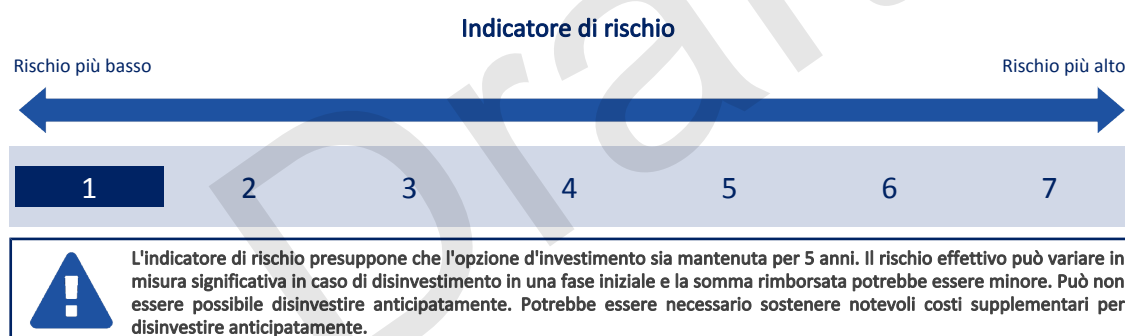 Indicatore di rischio
Rischio più basso Rischio più alto
1 2 3 4 5 6 7
L'indicatore di rischio presuppone che l'opzione d'investimento sia mantenuta per 5 anni. Il rischio effettivo può variare in
misura significativa in caso di disinvestimento in una fase iniziale e la somma rimborsata potrebbe essere minore. Può non
essere possibile disinvestire anticipatamente. Potrebbe essere necessario sostenere notevoli costi supplementari per
disinvestire anticipatamente.